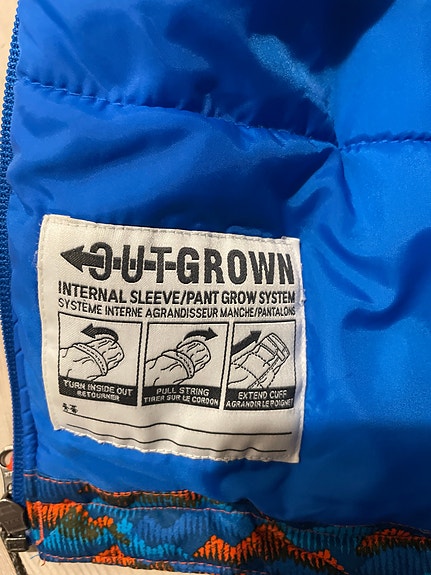 OUTGROWN
INTERNAL SLEEVE/PANT GROW SYSTEM
SYSTÈME INTERNE AGRANDISSEUR MANCHE/PANTALONS
TURN INSIDE OUT
RETOURNER
PULL STRING
TIRER SUR LE CORDON
EXTEND CUFF
AGRANDIR LE POIGNET